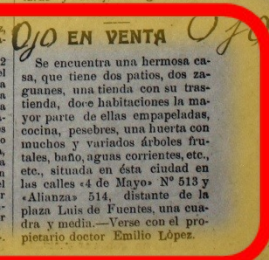 Ojo EN VENTA Ojo
Se encuentra una hermosa ca-
sa, que tiene dos patios, dos za-
guanes, una tienda con su tras-
tienda, doce habitaciones la ma-
yor parte de ellas empapeladas,
cocina, pesebres, una huerta con
muchos y variados árboles fru-
tales, baño, aguas corrientes, etc.,
etc., situada en ésta ciudad en
las calles «4 de Mayo» Nº 513 y
«Alianza» 514, distante de la
plaza Luis de Fuentes, una cua-
dra y media.—Verse con el pro-
pietario doctor Emilio López.